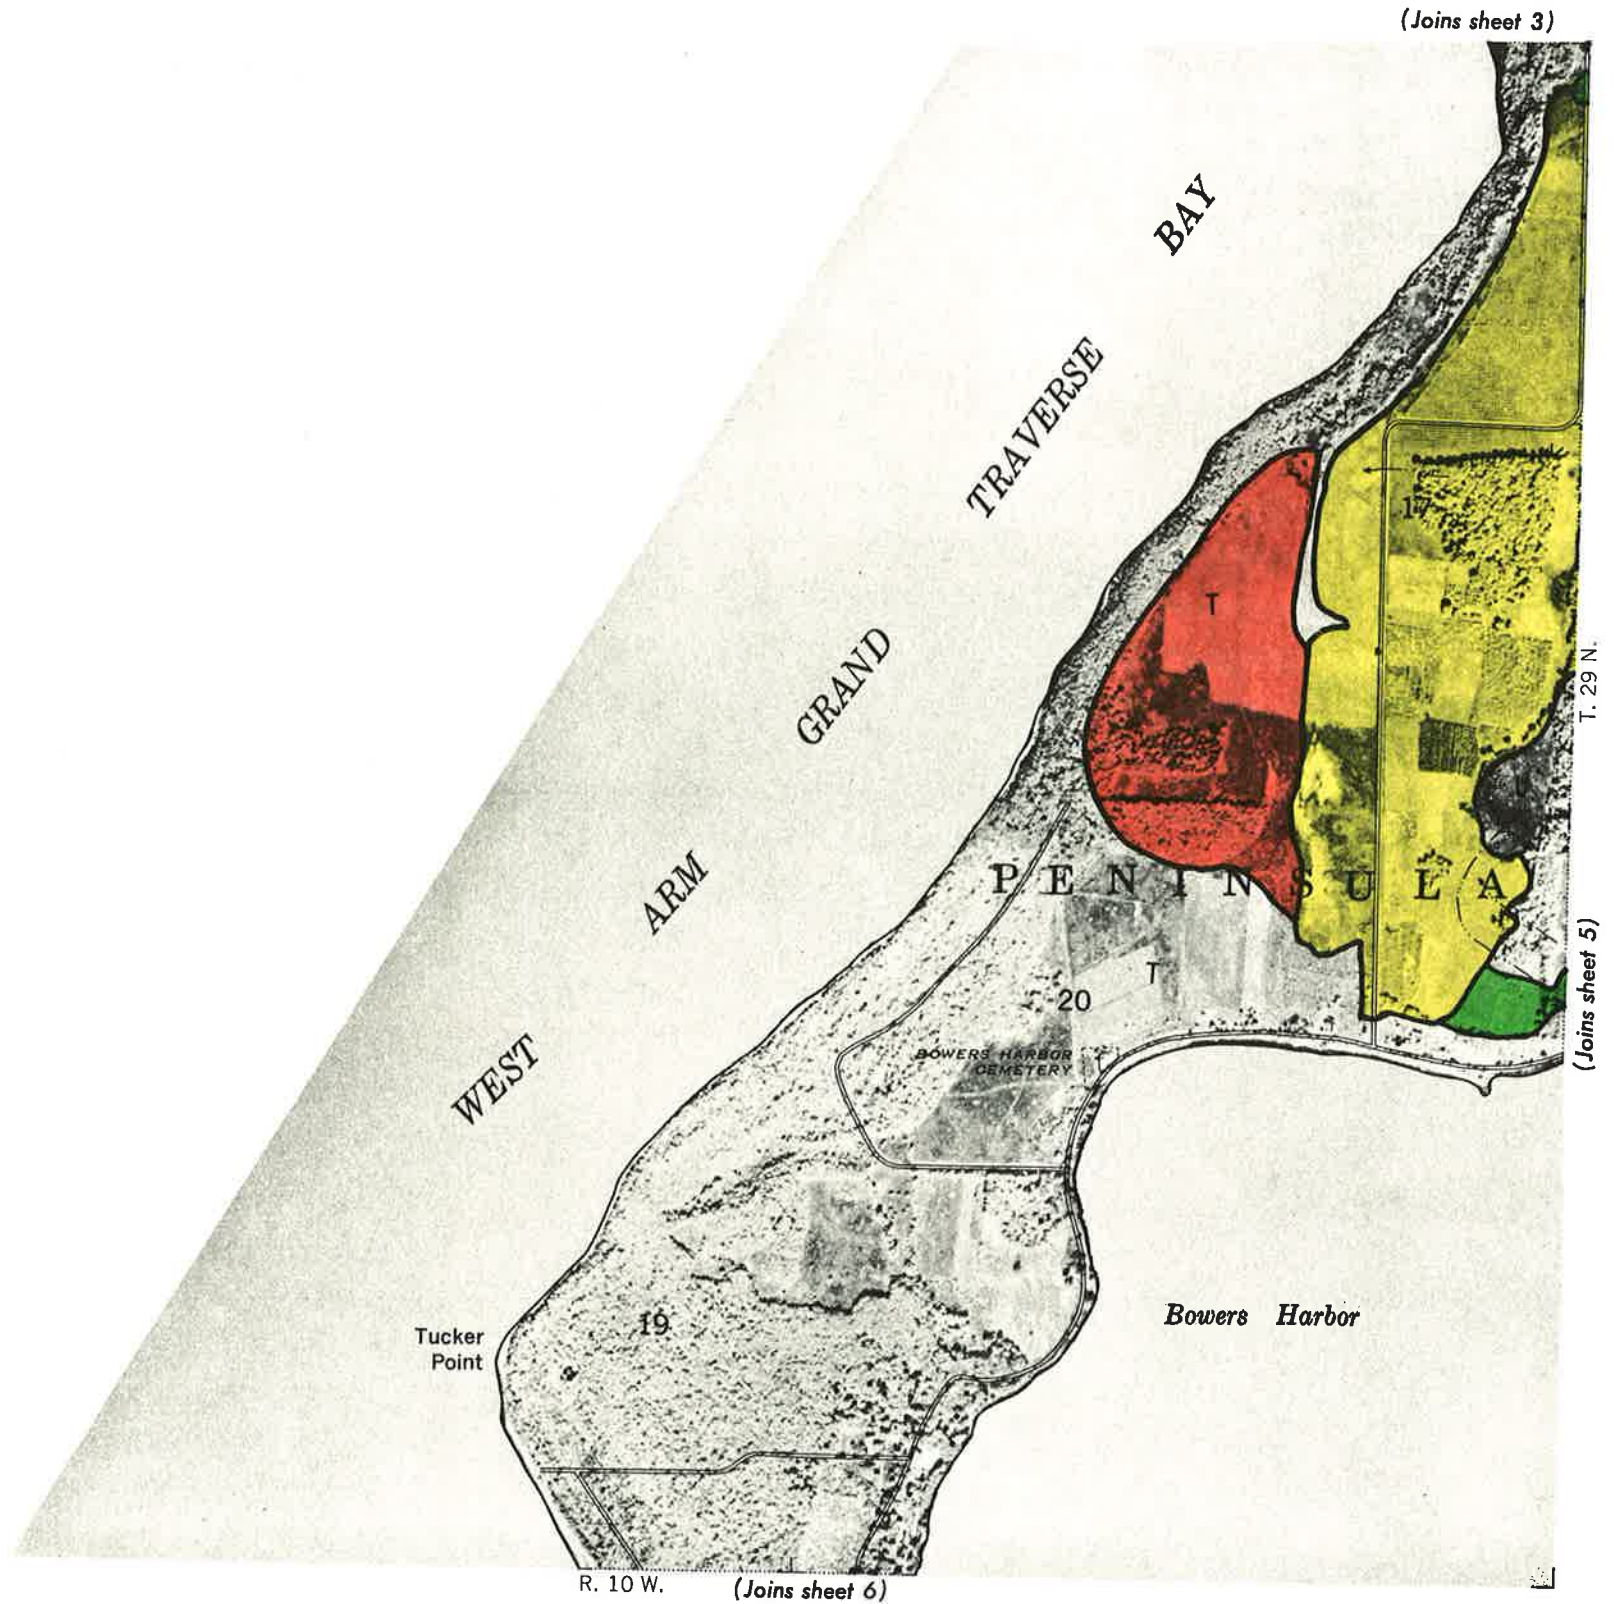 (Joins sheet 3)
BAY
TRAVERSE
GRAND
ARM
WEST
17
T
T. 29 N.
PENINSULA
T
20
(Joins sheet 5)
BOWERS HARBOR
CEMETERY
Bowers Harbor
Tucker
Point
19
R. 10 W.
(Joins sheet 6)